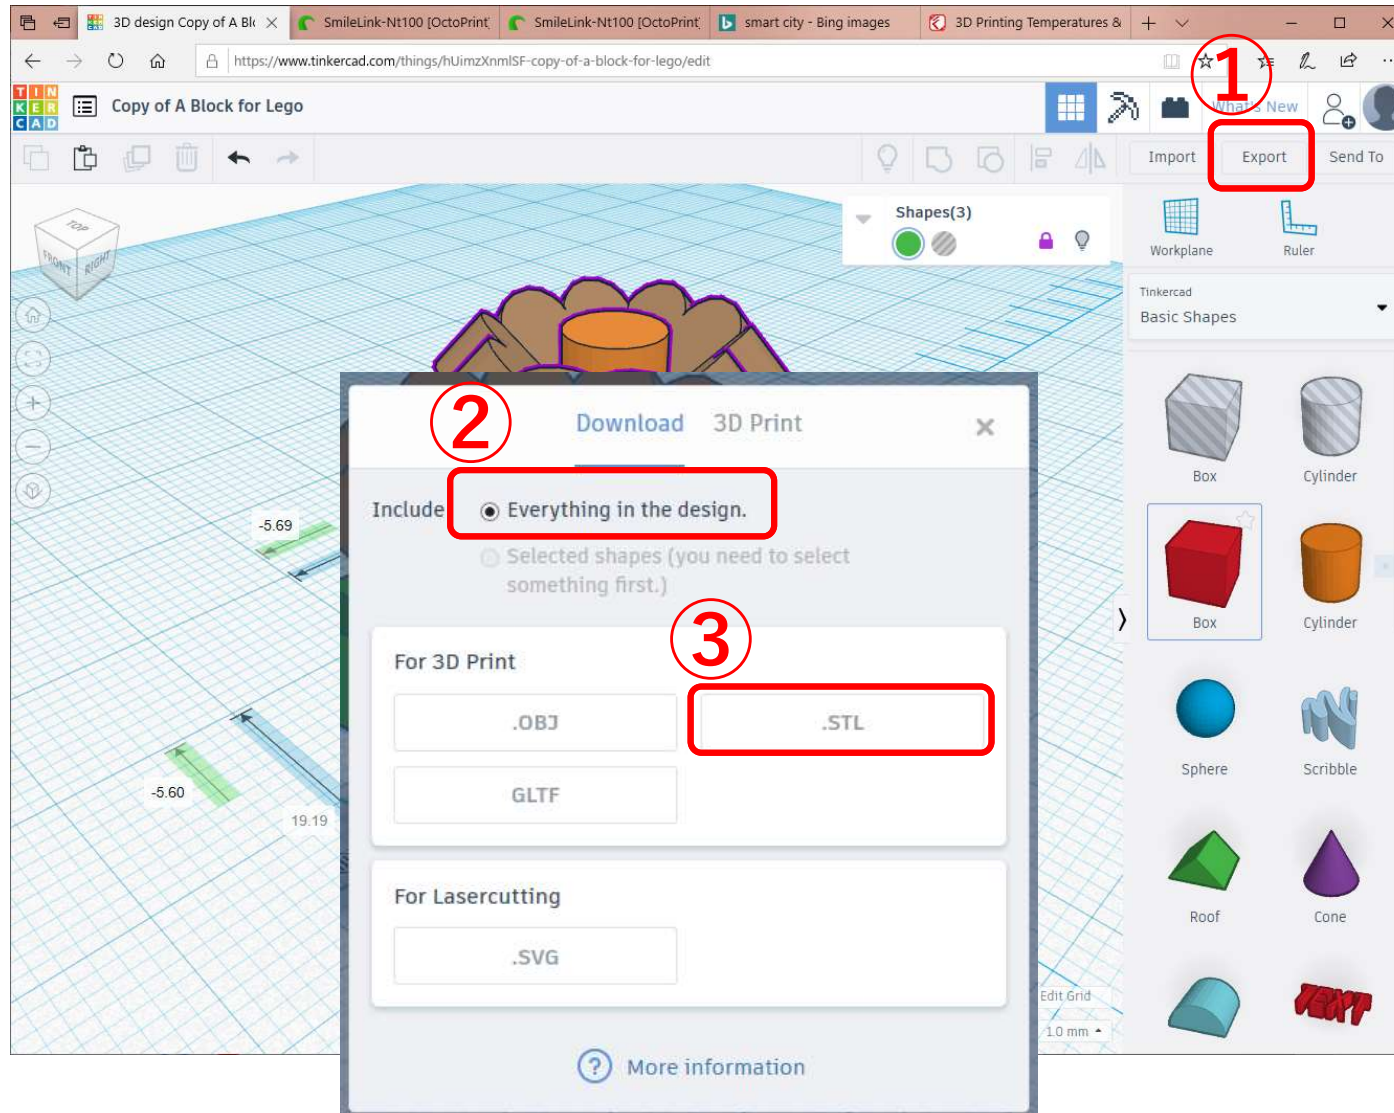 3D design Copy of A Blo
SmileLink-Nt100 [OctoPrint]
SmileLink-Nt100 [OctoPrint]
smart city - Bing images
3D Printing Temperatures &
https://www.tinkercad.com/things/hUimzXnmlSF-copy-of-a-block-for-lego/edit
①
TIN
KER
CAD
Copy of A Block for Lego
What's New
Import
Export
Send To
TOP
FRONT
RIGHT
Shapes(3)
Workplane
Ruler
Tinkercad
Basic Shapes
②
Download
3D Print
Include
Everything in the design.
Selected shapes (you need to select
something first.)
③
For 3D Print
.OBJ
.STL
GLTF
For Lasercutting
.SVG
More information
-5.69
-5.60
19.19
Box
Cylinder
Box
Cylinder
Sphere
Scribble
Roof
Cone
TEXT
Edit Grid
1.0 mm